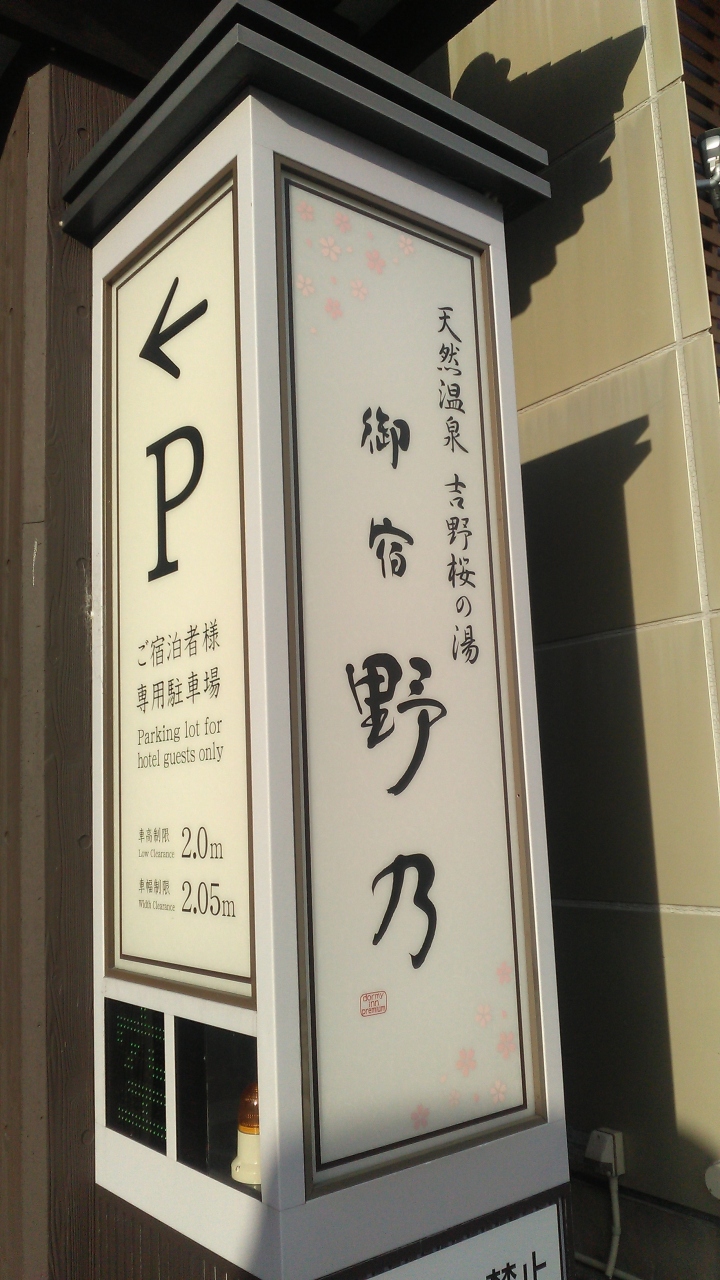 P
ご宿泊者様
専用駐車場
Parking lot for
hotel guests only
車高制限
Low Clearance
2.0m
車幅制限
Width Clearance
2.05m
天然温泉 吉野桜の湯
御宿 野乃
dormy
inn
premium
禁止